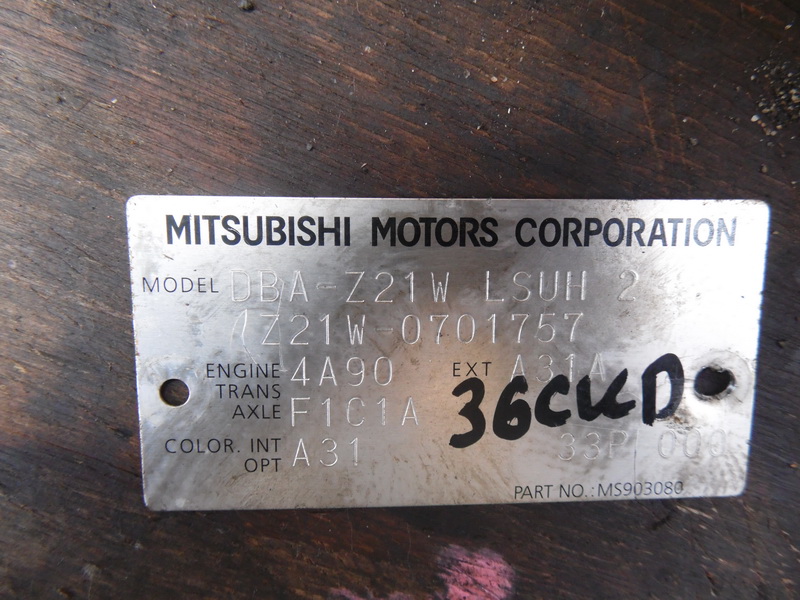 MITSUBISHI MOTORS CORPORATION
MODEL DBA-Z21W LSUH 2
Z21W-0701757
ENGINE 4A90 EXT A31A
TRANS
AXLE F1C1A
36CKD
COLOR. INT A31 33P 000
OPT
PART NO.: MS903080